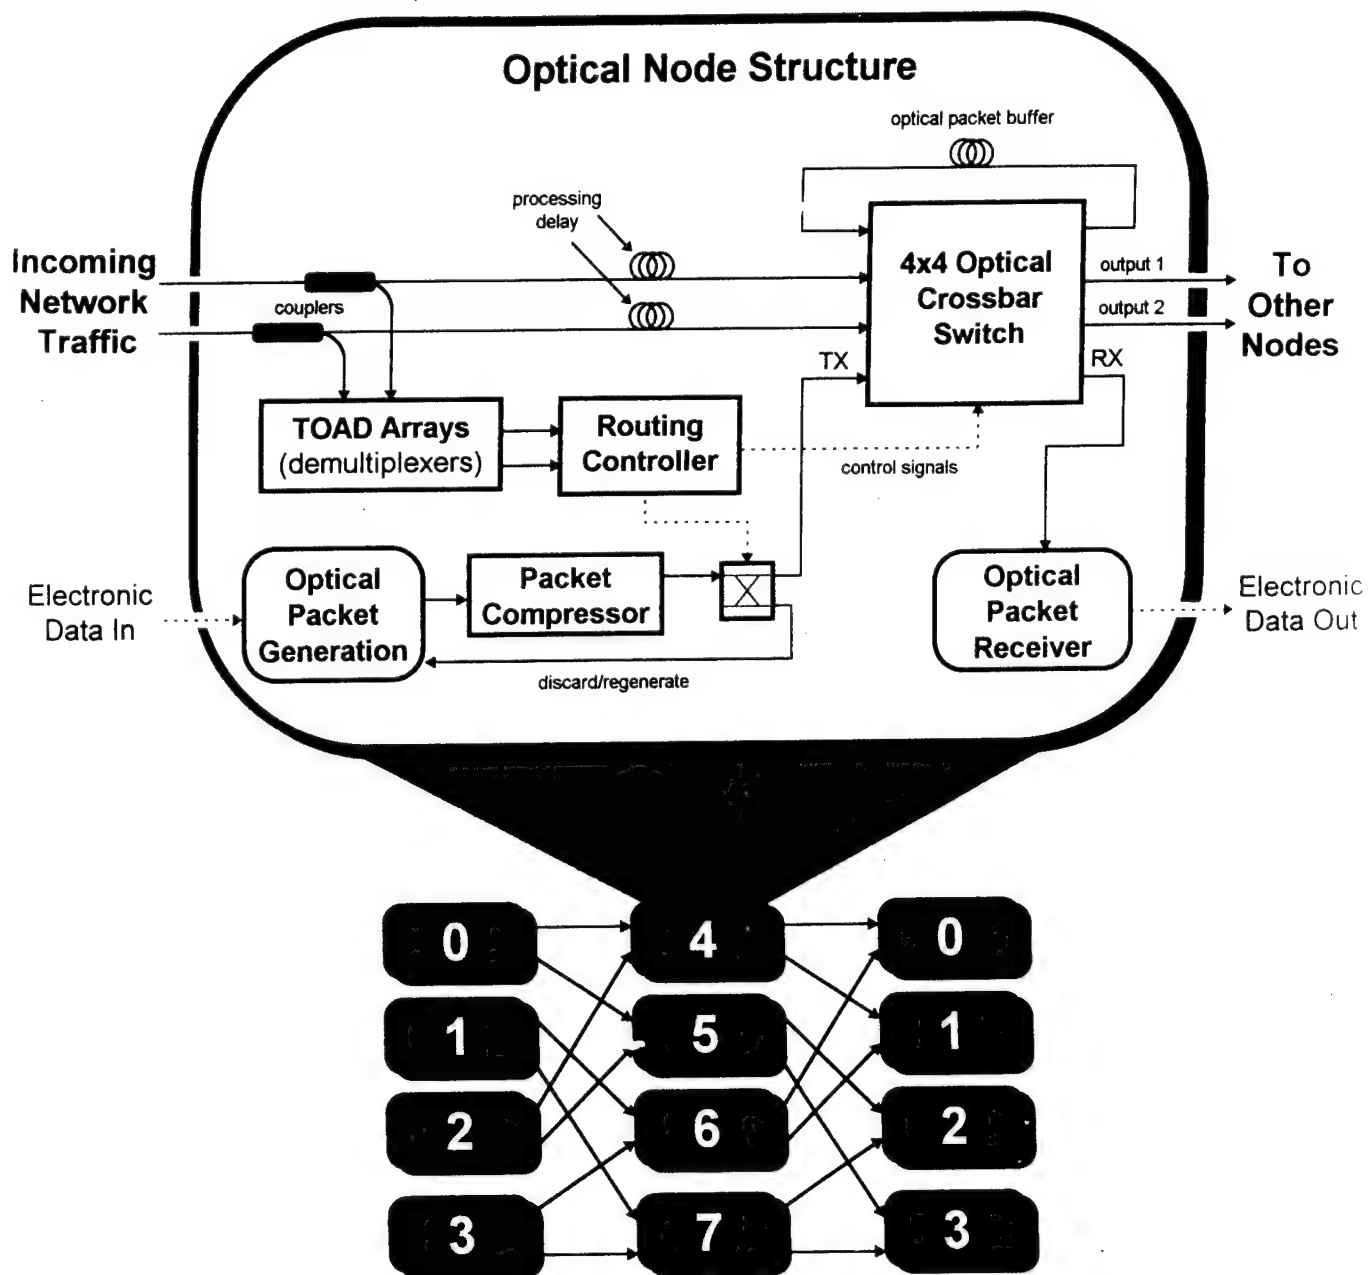 Optical Node Structure
optical packet buffer
processing
delay
Incoming
Network
Traffic
couplers
4x4 Optical
Crossbar
Switch
output 1
output 2
To
Other
Nodes
TX
RX
TOAD Arrays
(demultiplexers)
Routing
Controller
control signals
Electronic
Data In
Optical
Packet
Generation
Packet
Compressor
discard/regenerate
Optical
Packet
Receiver
Electronic
Data Out
0
4
0
1
5
1
2
6
2
3
7
3